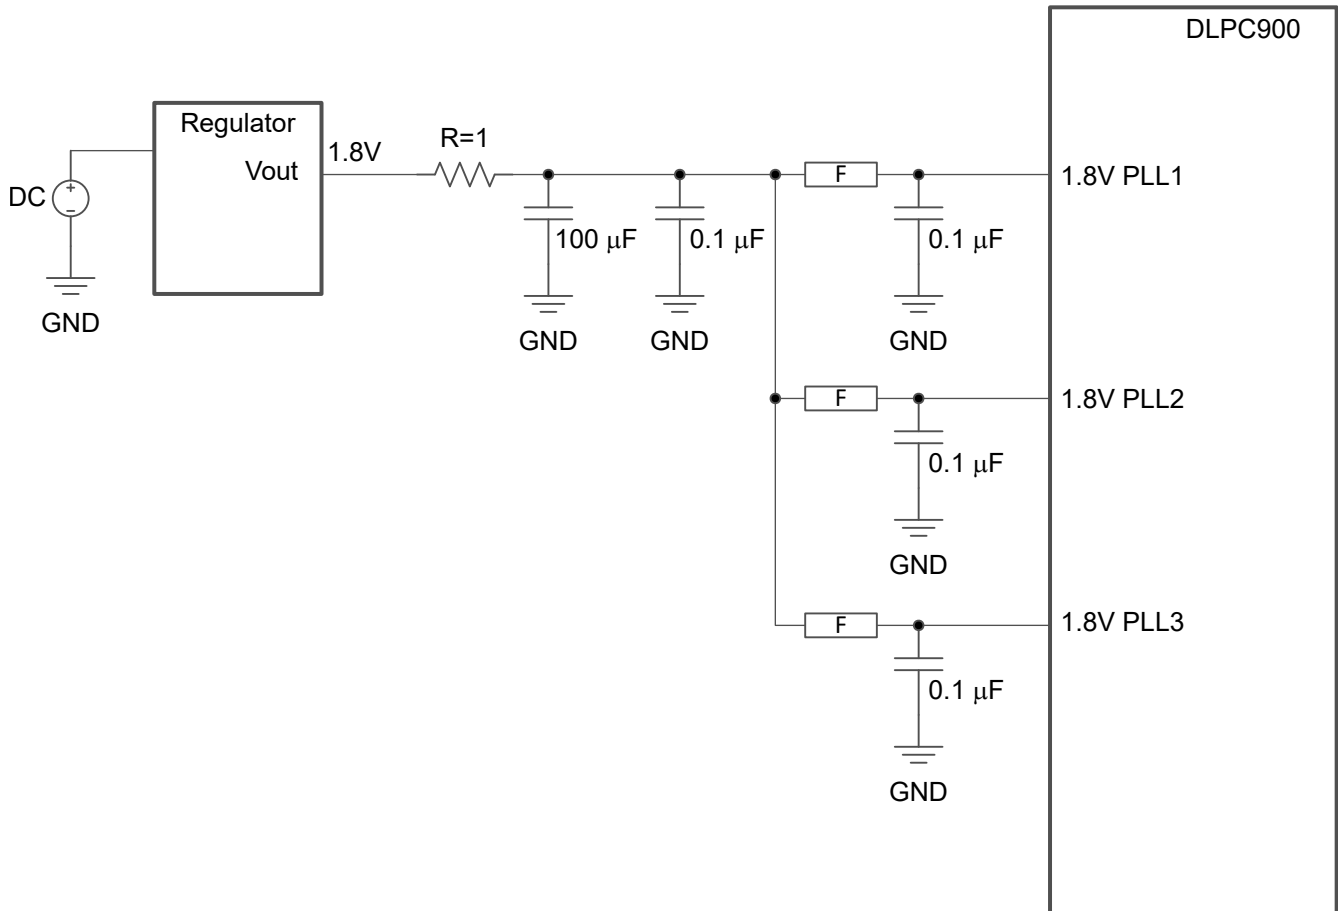 DLPC900
Regulator
R=1
1.8V
Vout
1.8V PLL1
DC
+
−
F
100 μF
0.1 μF
0.1 μF
GND
GND
GND
GND
F
1.8V PLL2
0.1 μF
GND
F
1.8V PLL3
0.1 μF
GND